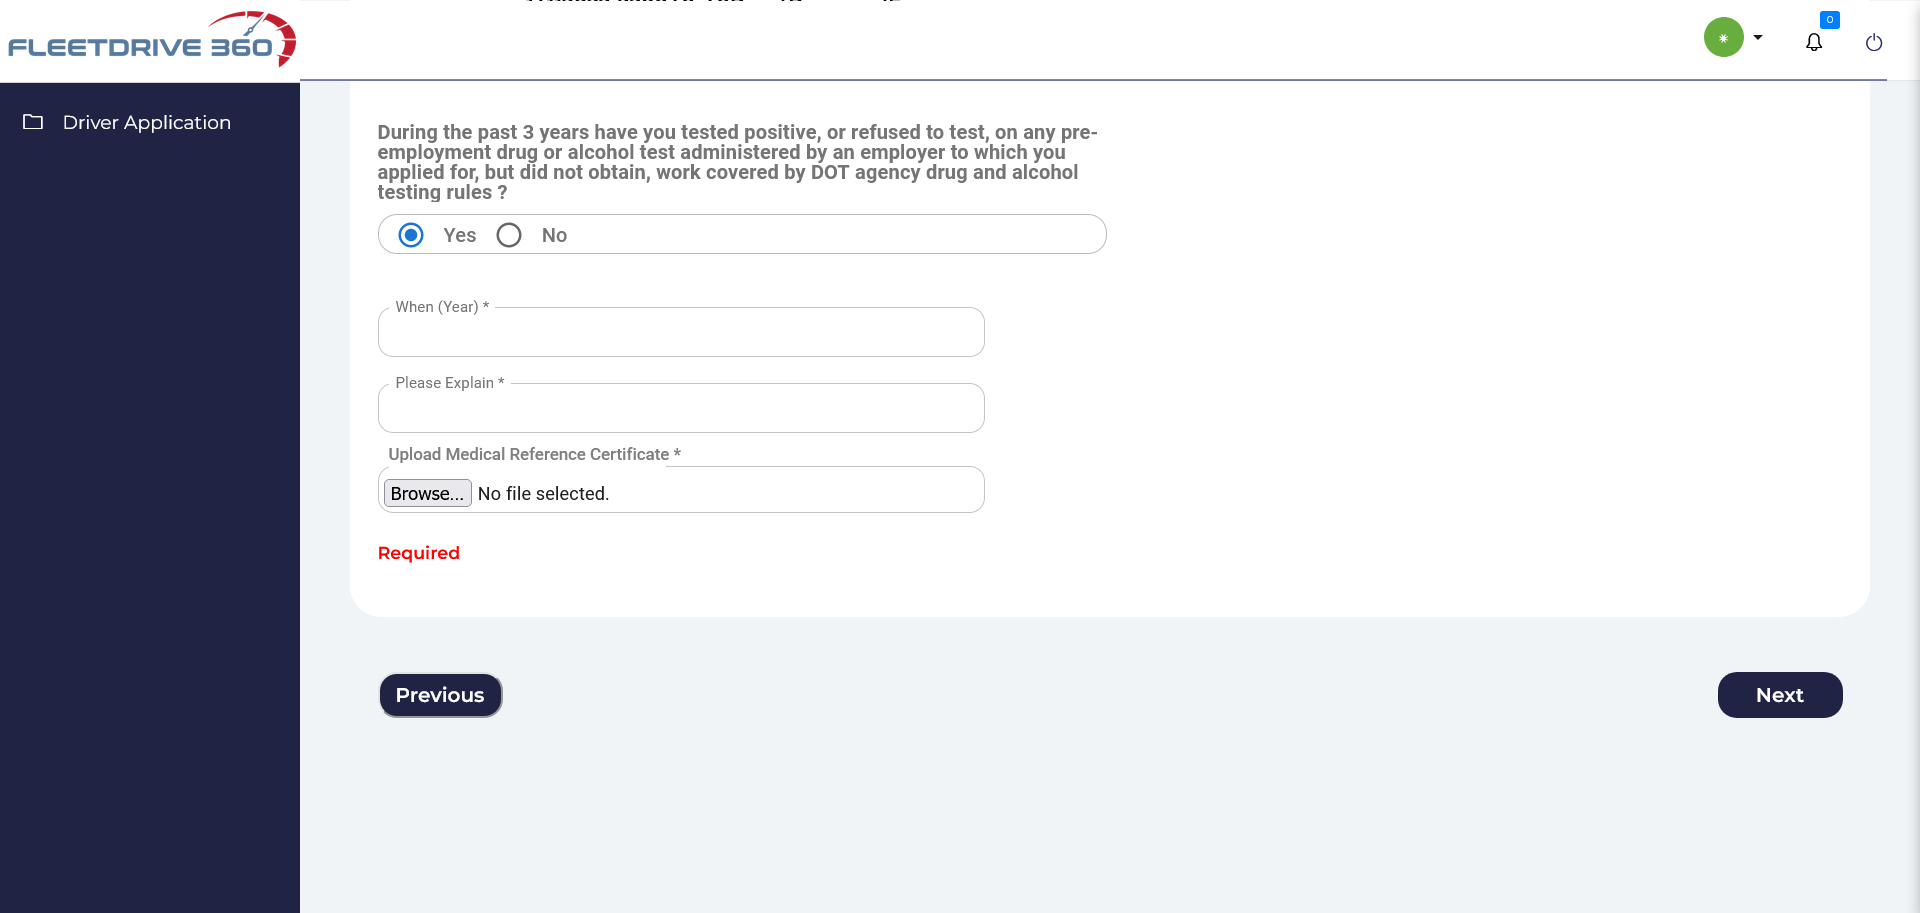 FLEETDRIVE 360
0
Driver Application
During the past 3 years have you tested positive, or refused to test, on any pre-
employment drug or alcohol test administered by an employer to which you
applied for, but did not obtain, work covered by DOT agency drug and alcohol
testing rules ?
Yes
No
When (Year) *
Please Explain *
Upload Medical Reference Certificate *
Browse... No file selected.
Required
Previous
Next